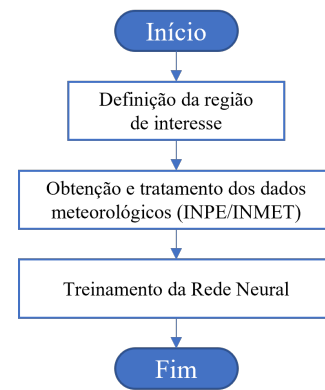 Início
Definição da região
de interesse
Obtenção e tratamento dos dados
meteorológicos (INPE/INMET)
Treinamento da Rede Neural
Fim